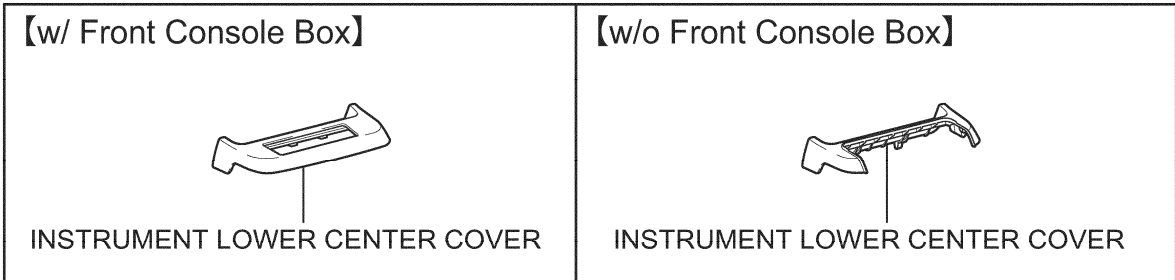 【w/ Front Console Box】
INSTRUMENT LOWER CENTER COVER
【w/o Front Console Box】
INSTRUMENT LOWER CENTER COVER